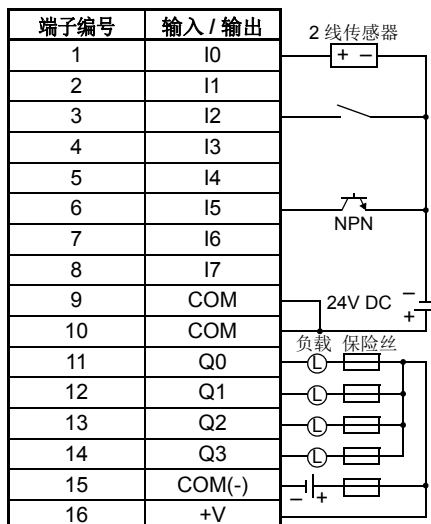 端子编号 输入 / 输出
2 线传感器
1 I0 + −
2 I1
3 I2
4 I3
5 I4
6 I5
NPN
7 I6
8 I7
9 COM 24V DC −
+
10 COM
负载 保险丝
11 Q0 L
12 Q1 L
13 Q2 L
14 Q3 L
15 COM(-) − +
16 +V